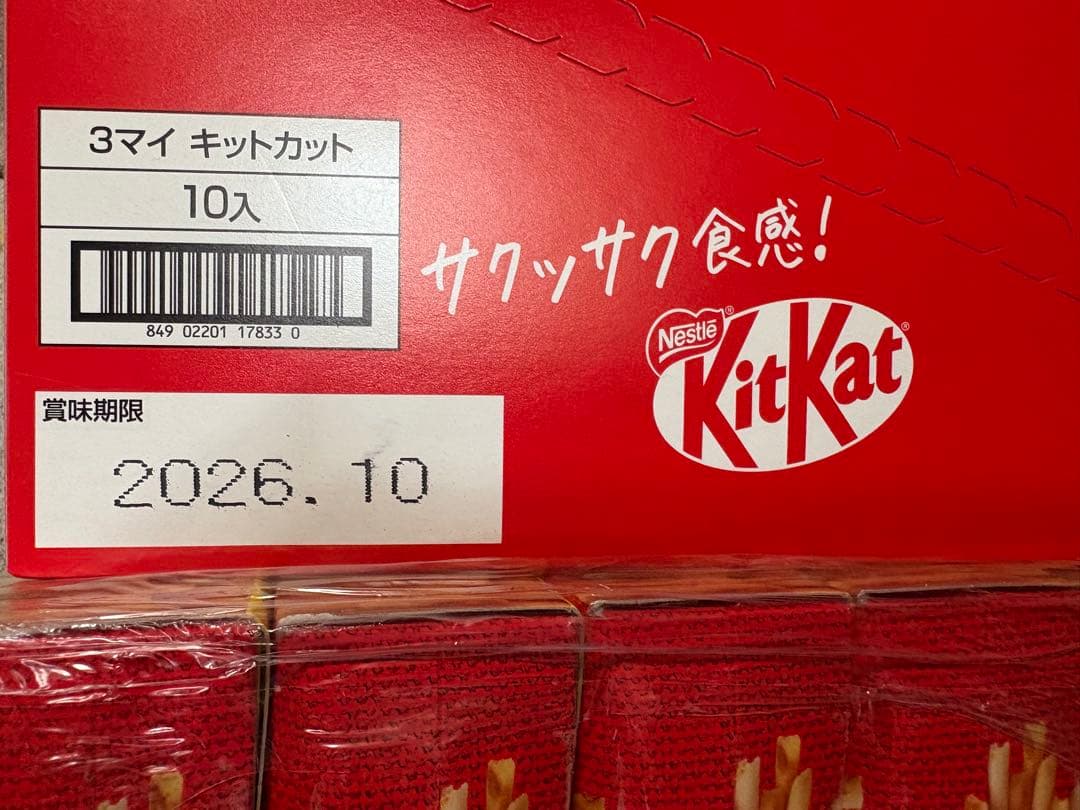 3マイ キットカット
10入
849 02201 17833 0
サクッサク食感!
Nestlé®
KitKat®
賞味期限
2026. 10